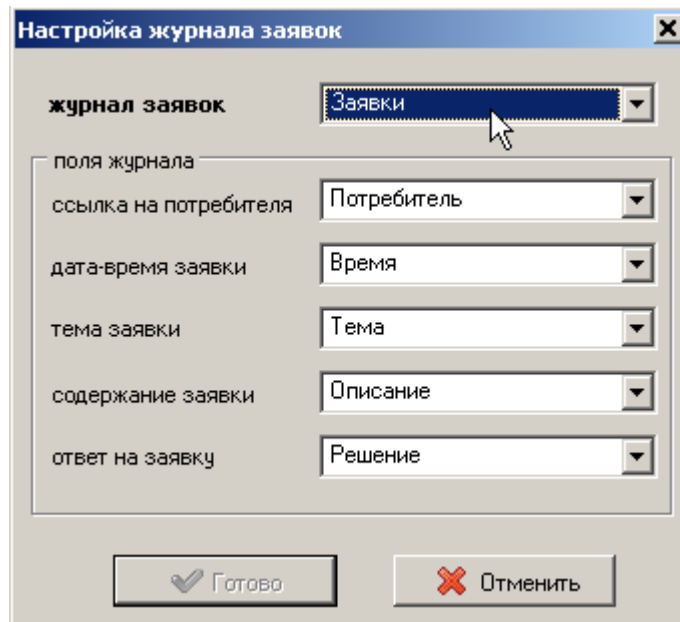 Настройка журнала заявок
журнал заявок Заявки
поля журнала
ссылка на потребителя Потребитель
дата-время заявки Время
тема заявки Тема
содержание заявки Описание
ответ на заявку Решение
Готово Отменить